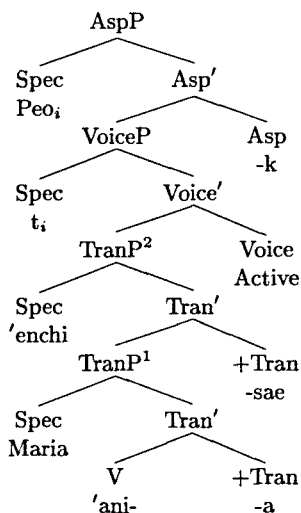 AspP
Spec Asp′
Peoᵢ
VoiceP Asp
-k
Spec Voice′
tᵢ
TranP² Voice
Active
Spec Tran′
'enchi
TranP¹ +Tran
-sae
Spec Tran′
Maria
V +Tran
'ani- -a